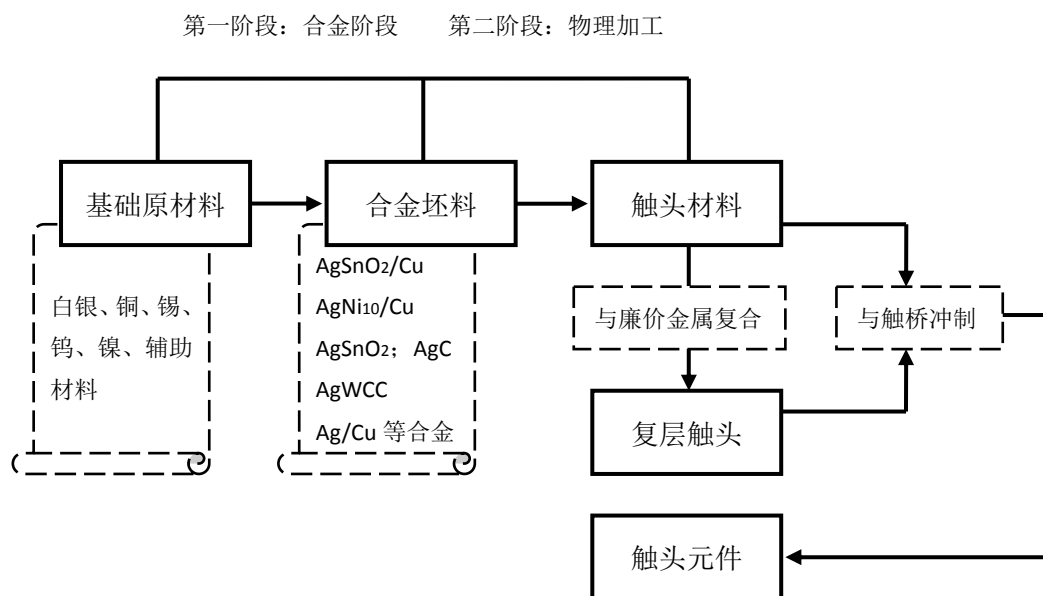 第一阶段：合金阶段 第二阶段：物理加工
基础原材料
合金坯料
触头材料
白银、铜、锡、
钨、镍、辅助
材料
AgSnO₂/Cu
AgNi₁₀/Cu
AgSnO₂；AgC
AgWCC
Ag/Cu 等合金
与廉价金属复合
与触桥冲制
复层触头
触头元件